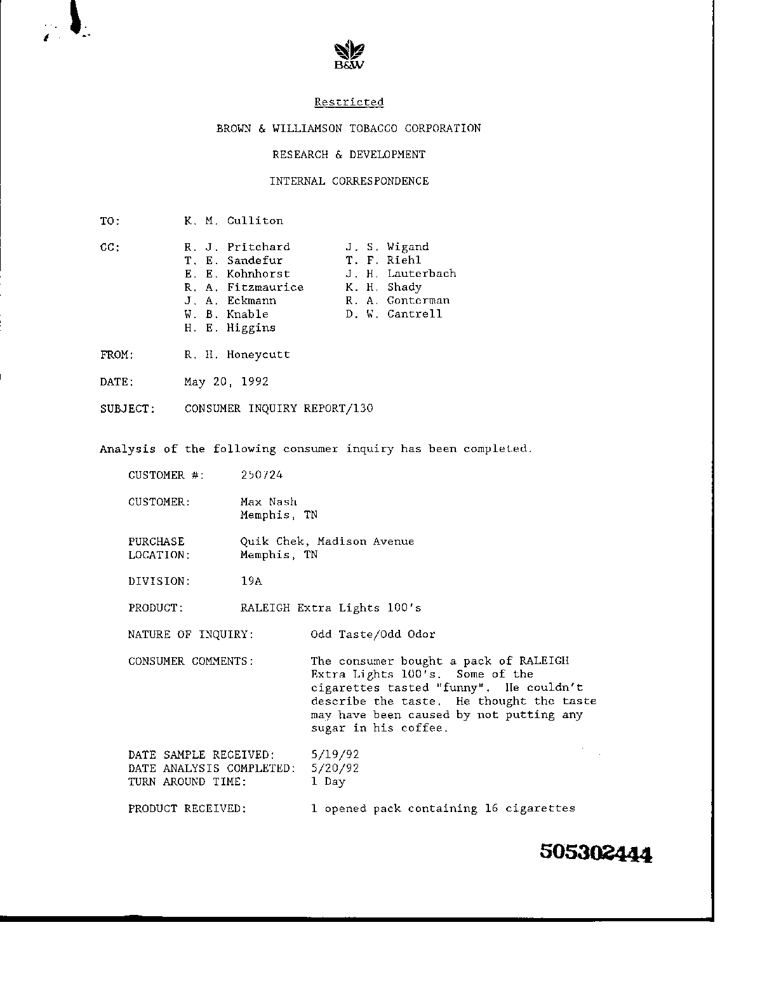 B&W
Restricted
BROWN & WILLIAMSON TOBACCO CORPORATION
RESEARCH & DEVELOPMENT
INTERNAL CORRESPONDENCE
TO: K. M. Culliton
CC: R. J. Pritchard J. S. Wigand
T. E. Sandefur T. F. Riehl
E. E. Kohnhorst J. H. Lauterbach
R. A. Fitzmaurice K. H. Shady
J. A. Eckmann R. A. Gonterman
W. B. Knable D. W. Cantrell
H. E. Higgins
FROM: R. H. Honeycutt
DATE: May 20, 1992
SUBJECT: CONSUMER INQUIRY REPORT/130
Analysis of the following consumer inquiry has been completed.
CUSTOMER #: 250724
CUSTOMER: Max Nash
Memphis, TN
PURCHASE Quik Chek, Madison Avenue
LOCATION: Memphis, TN
DIVISION: 19A
PRODUCT: RALEIGH Extra Lights 100's
NATURE OF INQUIRY: Odd Taste/Odd Odor
CONSUMER COMMENTS: The consumer bought a pack of RALEIGH
Extra Lights 100's. Some of the
cigarettes tasted "funny". He couldn't
describe the taste. He thought the taste
may have been caused by not putting any
sugar in his coffee.
DATE SAMPLE RECEIVED: 5/19/92
DATE ANALYSIS COMPLETED: 5/20/92
TURN AROUND TIME: 1 Day
PRODUCT RECEIVED: 1 opened pack containing 16 cigarettes
505302444